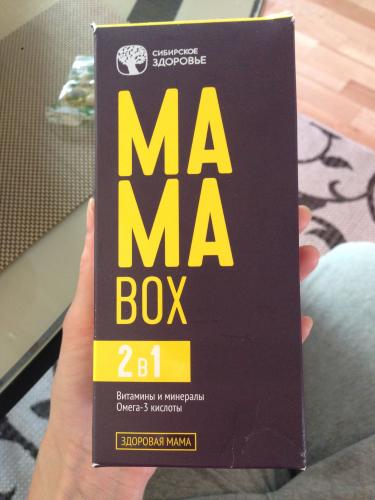 СИБИРСКОЕ
ЗДОРОВЬЕ
МА
МА
BOX
2 в 1
Витамины и минералы
Омега-3 кислоты
ЗДОРОВАЯ МАМА